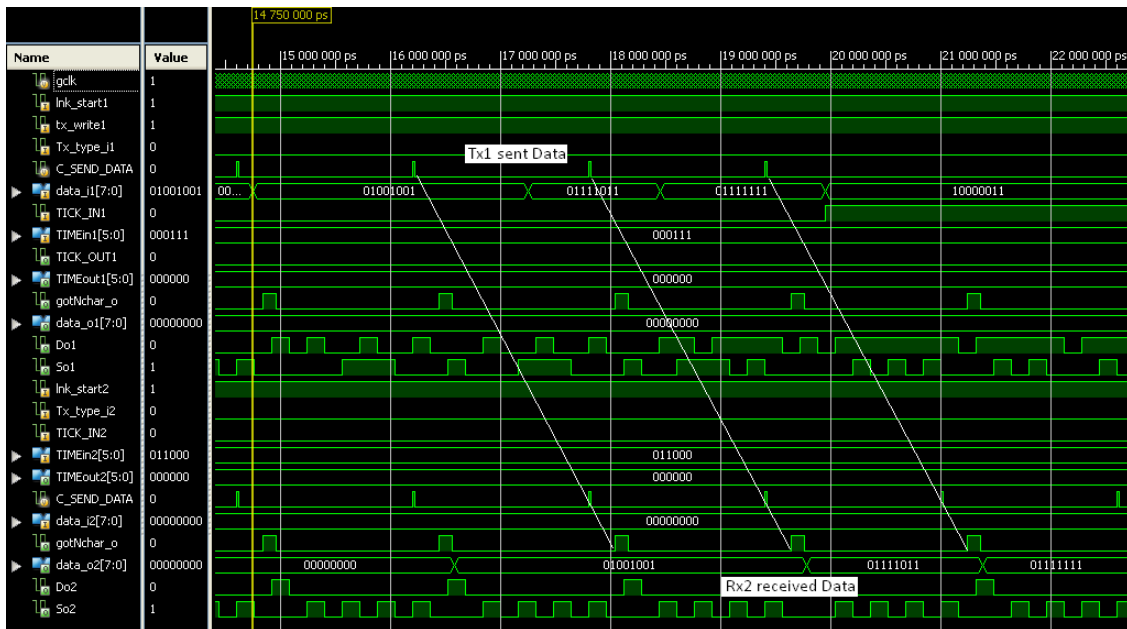 14 750 000 ps
Name Value
15 000 000 ps 16 000 000 ps 17 000 000 ps 18 000 000 ps 19 000 000 ps 20 000 000 ps 21 000 000 ps 22 000 000 ps
gclk 1
lnk_start1 1
tx_write1 1
Tx_type_i1 0
Tx1 sent Data
C_SEND_DATA 0
data_i1[7:0] 01001001 00... 01001001 01111011 01111111 10000011
TICK_IN1 0
TIMEin1[5:0] 000111 000111
TICK_OUT1 0
TIMEout1[5:0] 000000 000000
gotNchar_o 0
data_o1[7:0] 00000000 00000000
Do1 0
So1 1
lnk_start2 1
Tx_type_i2 0
TICK_IN2 0
TIMEin2[5:0] 011000 011000
TIMEout2[5:0] 000000 000000
C_SEND_DATA 0
data_i2[7:0] 00000000 00000000
gotNchar_o 0
data_o2[7:0] 00000000 00000000 01001001 01111011 01111111
Do2 0
Rx2 received Data
So2 1